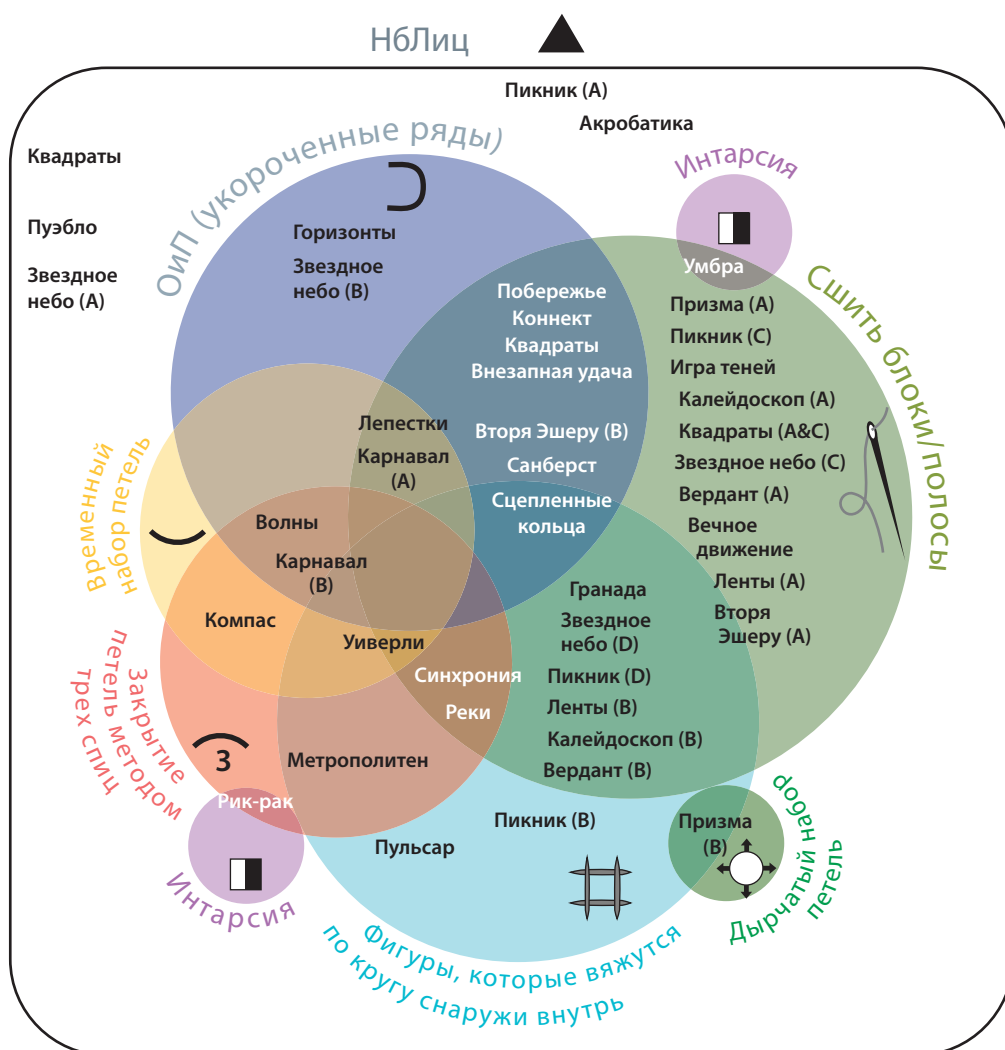 НбЛиц
Пикник (A)
Акробатика
Квадраты
Пуэбло
Звездное
небо (A)
ОиП (укороченные ряды)
Интарсия
Умбра
Горизонты
Звездное
небо (B)
Побережье
Коннект
Квадраты
Внезапная удача
Вторя Эшеру (B)
Санберст
Сцепленные
кольца
Сшить блоки/полосы
Призма (A)
Пикник (C)
Игра теней
Калейдоскоп (A)
Квадраты (A&C)
Звездное небо (C)
Вердант (A)
Вечное
движение
Ленты (A)
Вторя
Эшеру (A)
Лепестки
Карнавал
(A)
Временный
набор петель
Волны
Карнавал
(B)
Компас
Уиверли
Синхрония
Реки
Гранада
Звездное
небо (D)
Пикник (D)
Ленты (B)
Калейдоскоп (B)
Вердант (B)
Закрытие
петель методом
трех спиц
3
Метрополитен
Рик-рак
Интарсия
Пульсар
Пикник (B)
Призма
(B)
Дырчатый набор
петель
Фигуры, которые вяжутся
по кругу снаружи внутрь